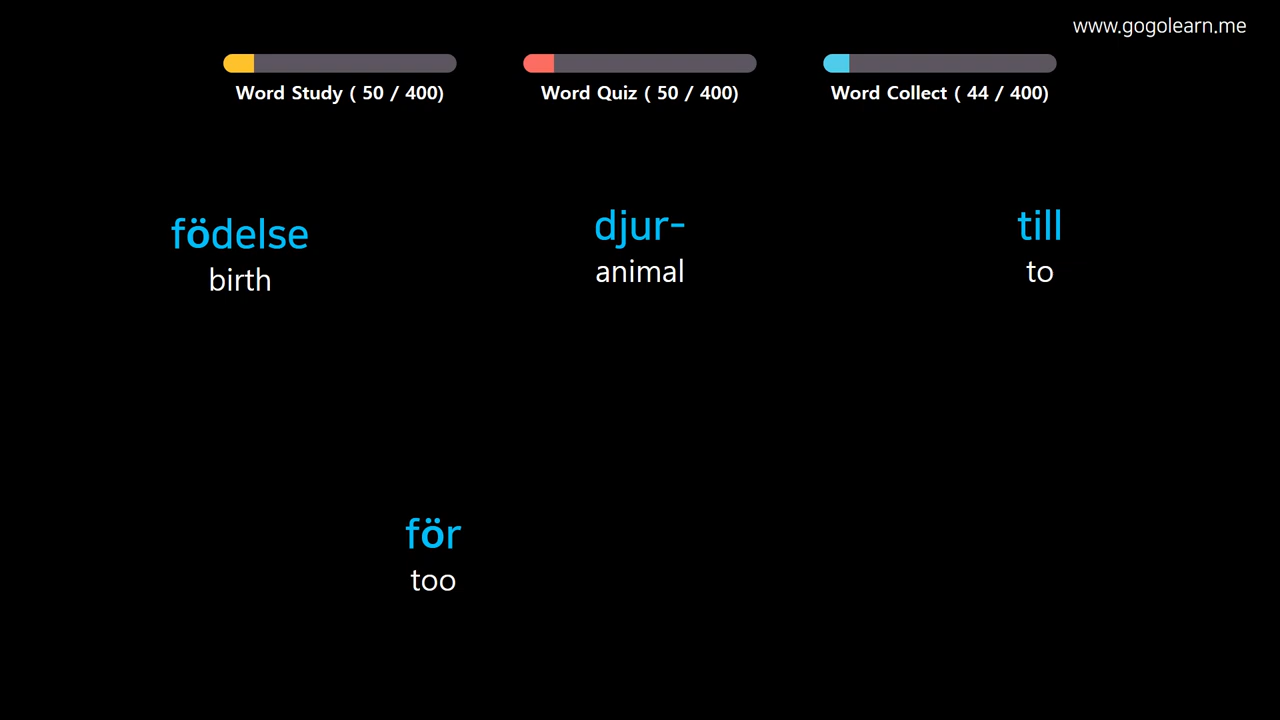 www.gogolearn.me
Word Study ( 50 / 400)
Word Quiz ( 50 / 400)
Word Collect ( 44 / 400)
födelse
birth
djur-
animal
till
to
för
too